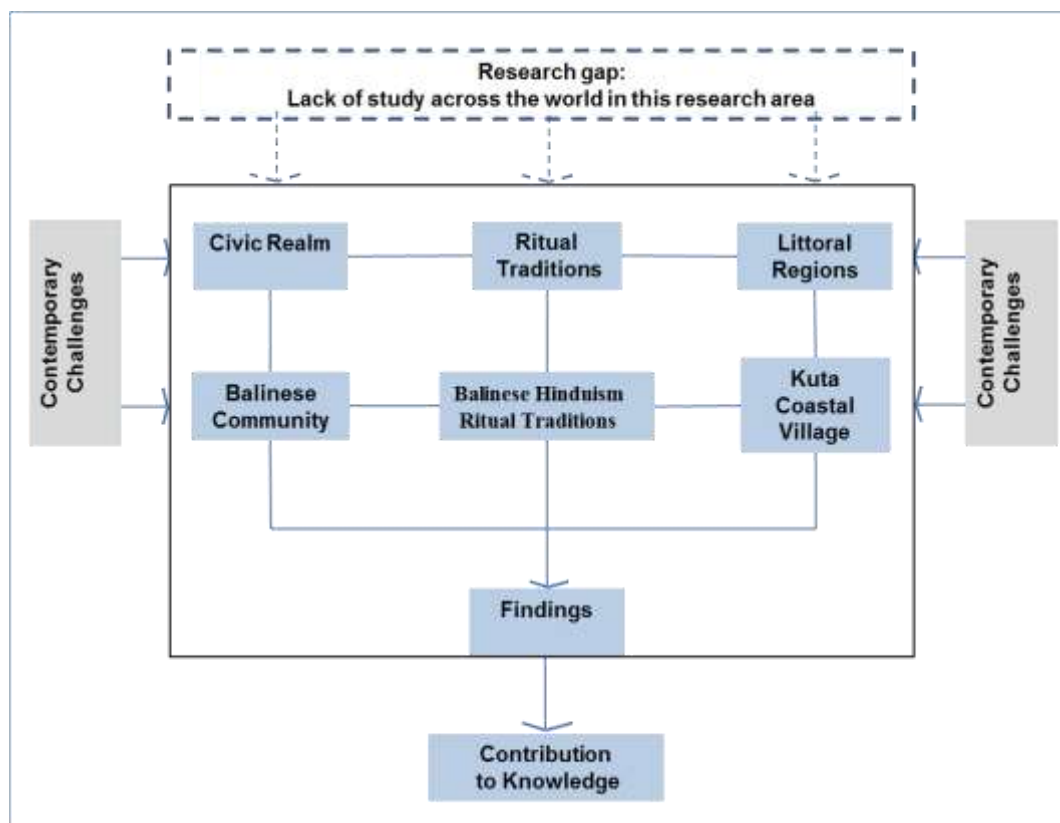 Research gap:
Lack of study across the world in this research area
Contemporary
Challenges
Civic Realm
Ritual
Traditions
Littoral
Regions
Contemporary
Challenges
Balinese
Community
Balinese Hinduism
Ritual Traditions
Kuta
Coastal
Village
Findings
Contribution
to Knowledge